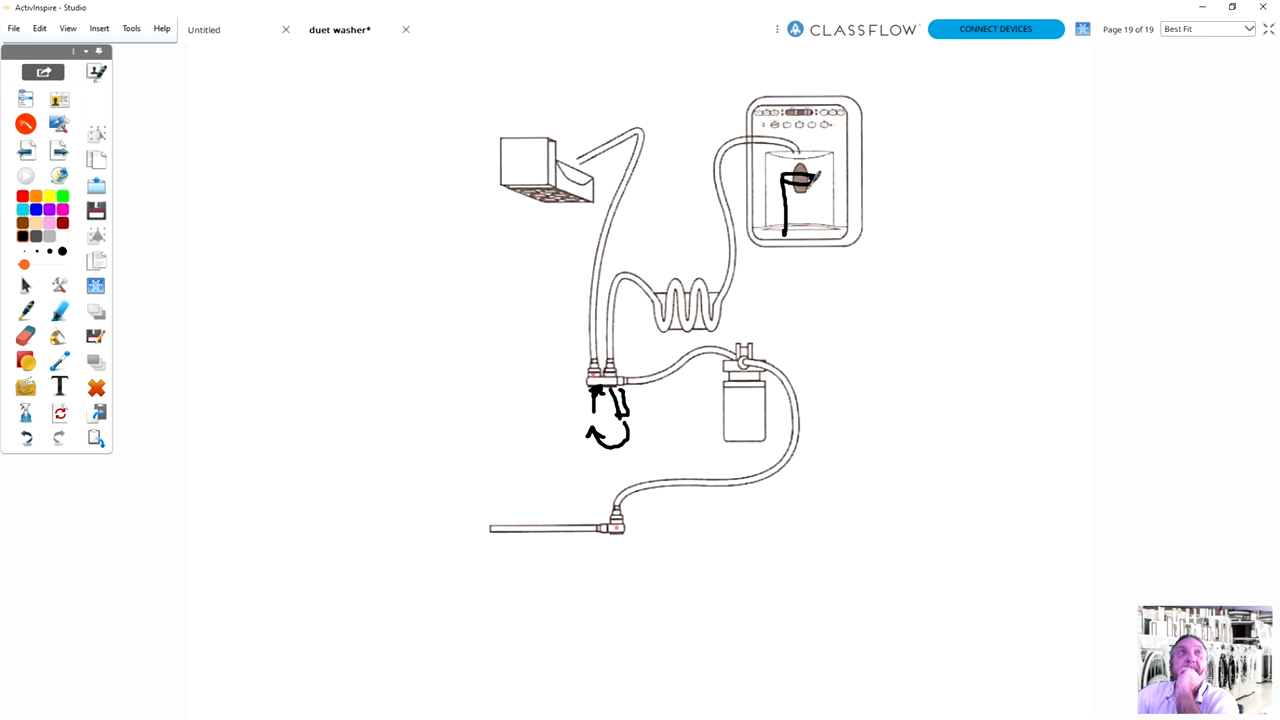 ActivInspire - Studio
File Edit View Insert Tools Help
Untitled
duet washer*
CLASSFLOW
CONNECT DEVICES
Page 19 of 19
Best Fit
T